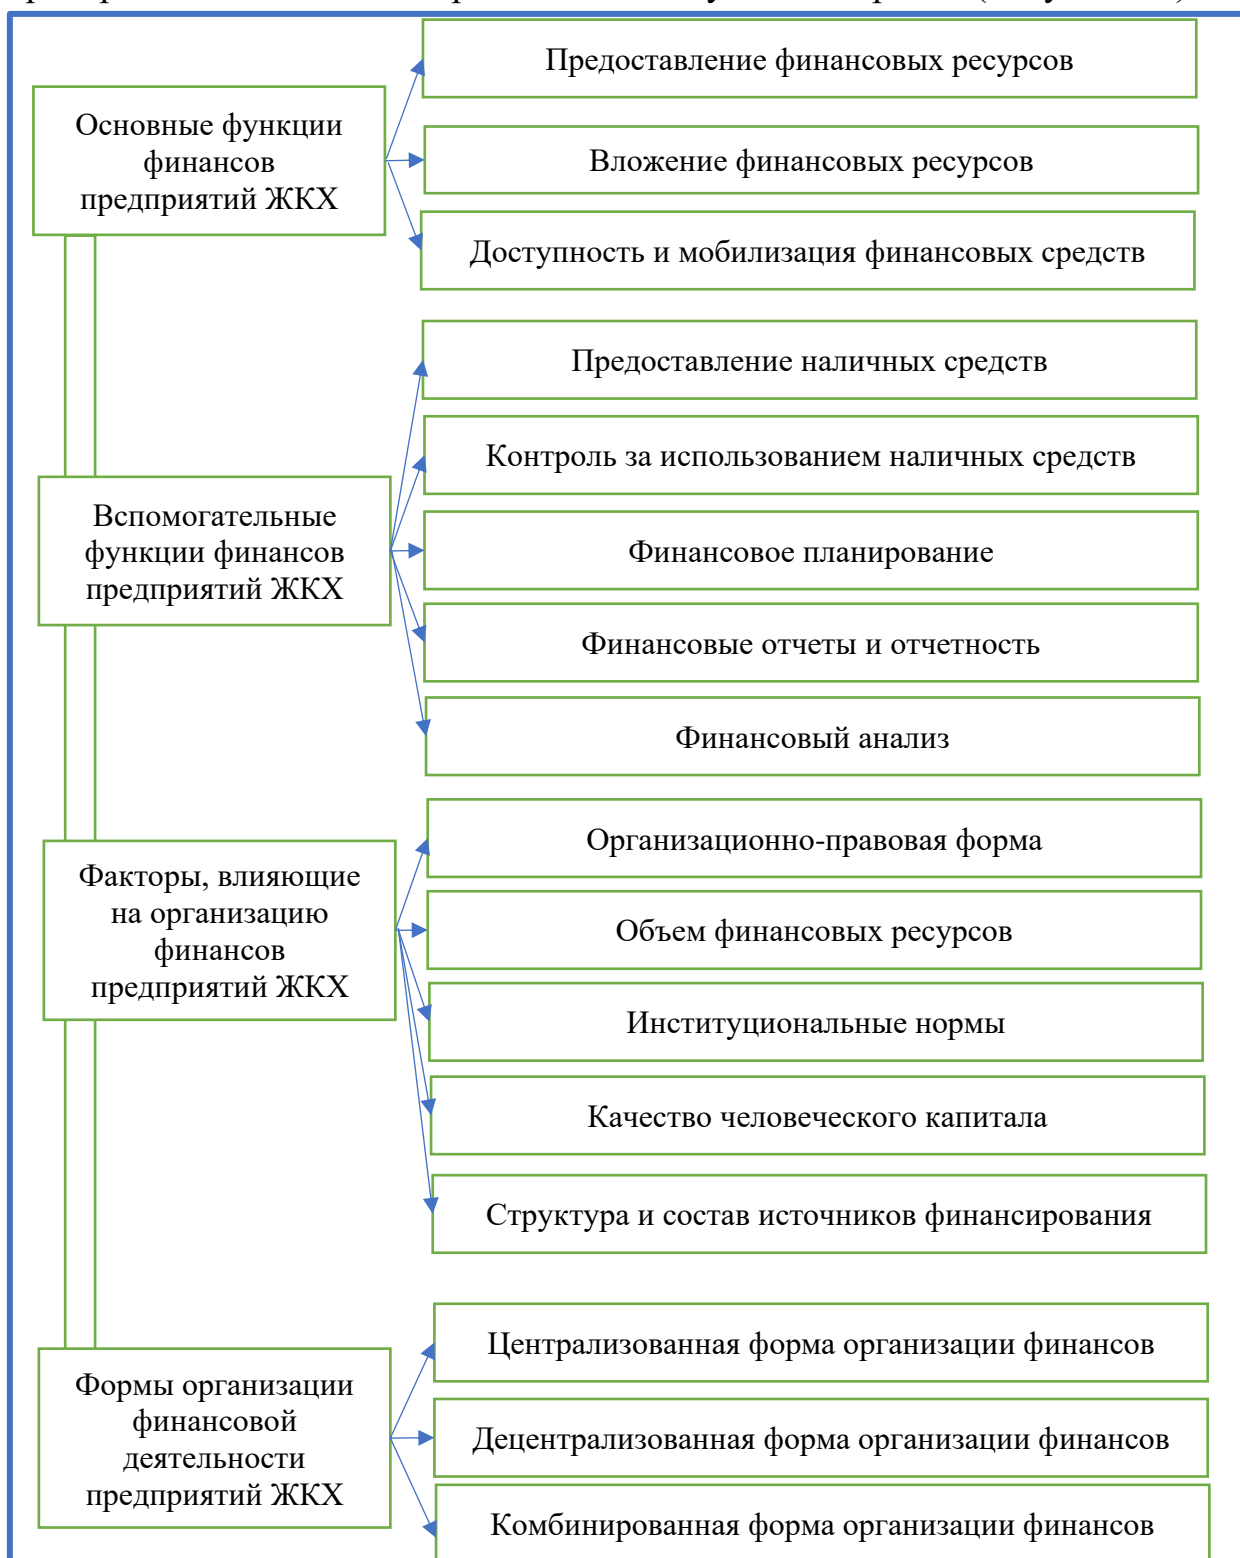 Основные функции
финансов
предприятий ЖКХ
Предоставление финансовых ресурсов
Вложение финансовых ресурсов
Доступность и мобилизация финансовых средств
Вспомогательные
функции финансов
предприятий ЖКХ
Предоставление наличных средств
Контроль за использованием наличных средств
Финансовое планирование
Финансовые отчеты и отчетность
Финансовый анализ
Факторы, влияющие
на организацию
финансов
предприятий ЖКХ
Организационно-правовая форма
Объем финансовых ресурсов
Институциональные нормы
Качество человеческого капитала
Структура и состав источников финансирования
Формы организации
финансовой
деятельности
предприятий ЖКХ
Централизованная форма организации финансов
Децентрализованная форма организации финансов
Комбинированная форма организации финансов